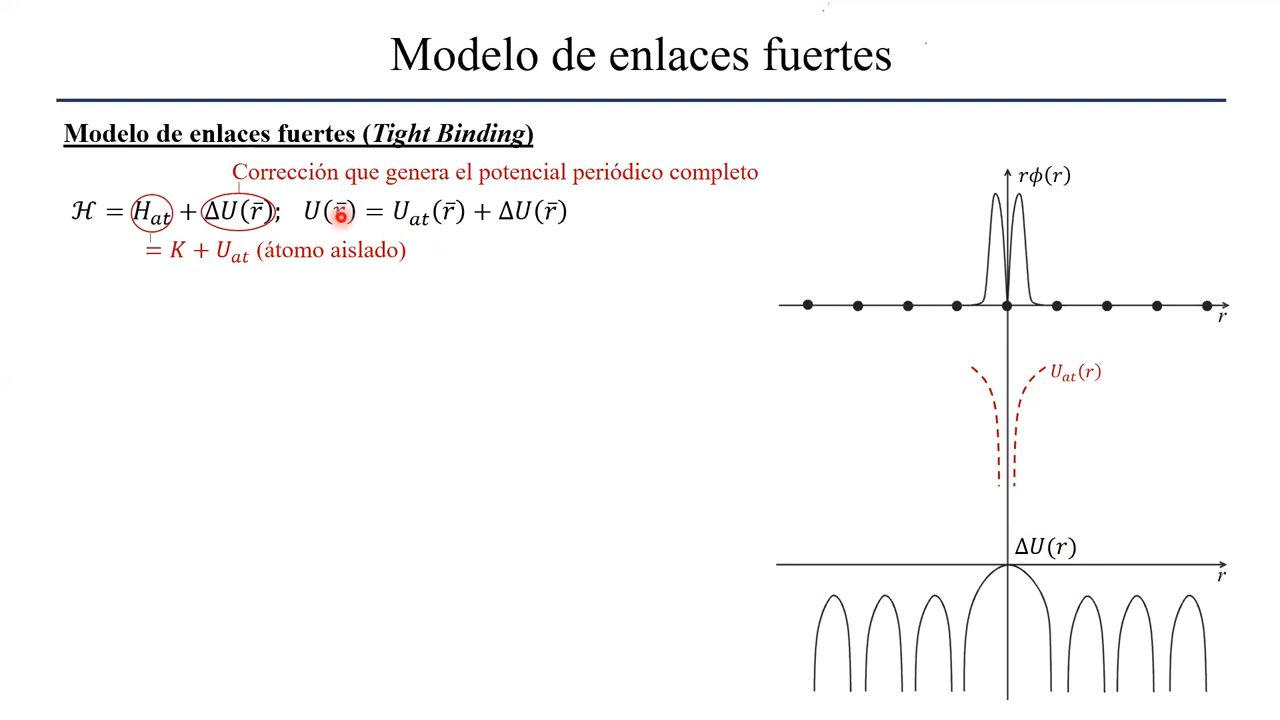 Modelo de enlaces fuertes
Modelo de enlaces fuertes (Tight Binding)
Corrección que genera el potencial periódico completo
ℋ = H_at + ΔU(r̄); U(r̄) = U_at(r̄) + ΔU(r̄)
= K + U_at (átomo aislado)
rϕ(r)
r
U_at(r)
ΔU(r)
r